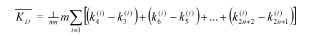 $\overline{K_D} = \frac{1}{nm} m \sum_{i=1} \left[ \left( k_4^{(i)} - k_3^{(i)} \right) + \left( k_6^{(i)} - k_5^{(i)} \right) + \ldots + \left( k_{2n+2}^{(i)} - k_{2n+1}^{(i)} \right) \right]$